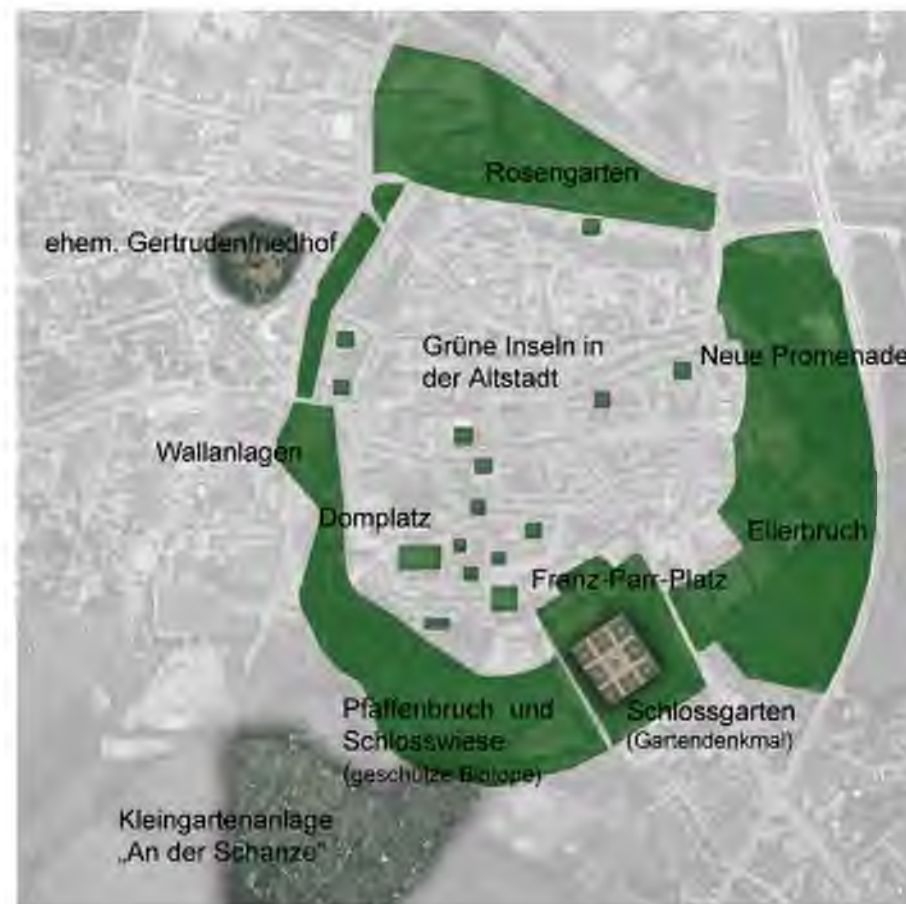 Rosengarten
ehem. Gertrudenfriedhof
Grüne Inseln in
der Altstadt
Neue Promenade
Wallanlagen
Domplatz
Ellerbruch
Franz-Parr-Platz
Pfaffenbruch und
Schlosswiese
(geschütze Biotope)
Schlossgarten
(Gartendenkmal)
Kleingartenanlage
„An der Schanze"